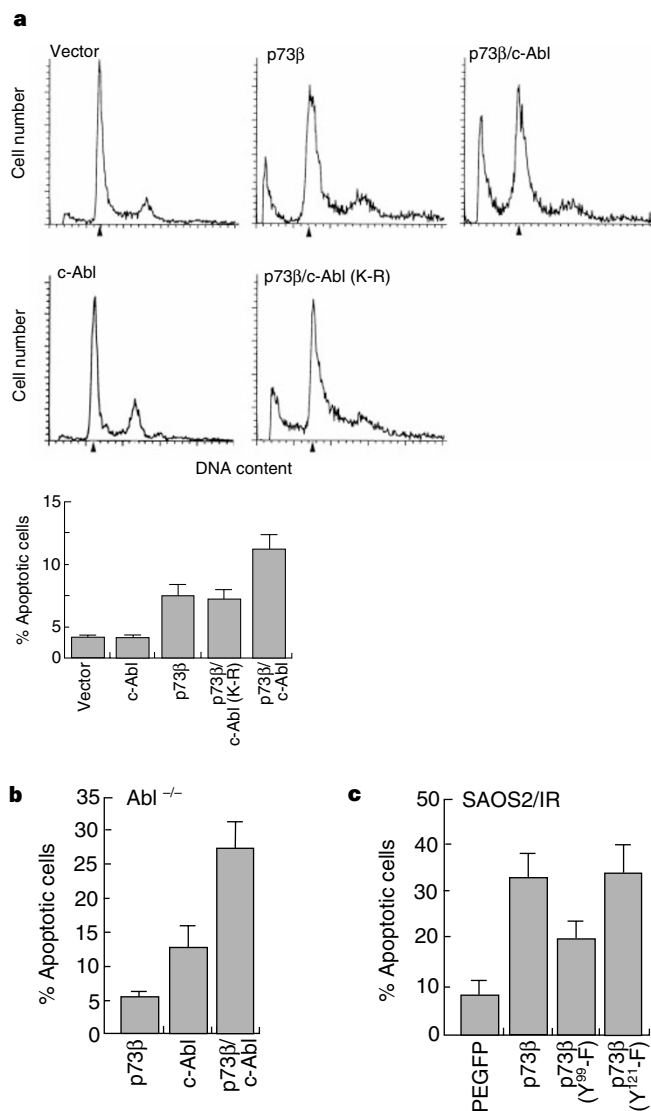 a
Vector
p73β
p73β/c-Abl
Cell number
c-Abl
p73β/c-Abl (K-R)
Cell number
DNA content
15
10
5
0
% Apoptotic cells
Vector
c-Abl
p73β
p73β/
c-Abl (K-R)
p73β/
c-Abl
b
Abl −/−
35
30
25
20
15
10
5
0
% Apoptotic cells
p73β
c-Abl
p73β/
c-Abl
c
SAOS2/IR
50
40
30
20
10
0
% Apoptotic cells
PEGFP
p73β
p73β
(Y99-F)
p73β
(Y121-F)